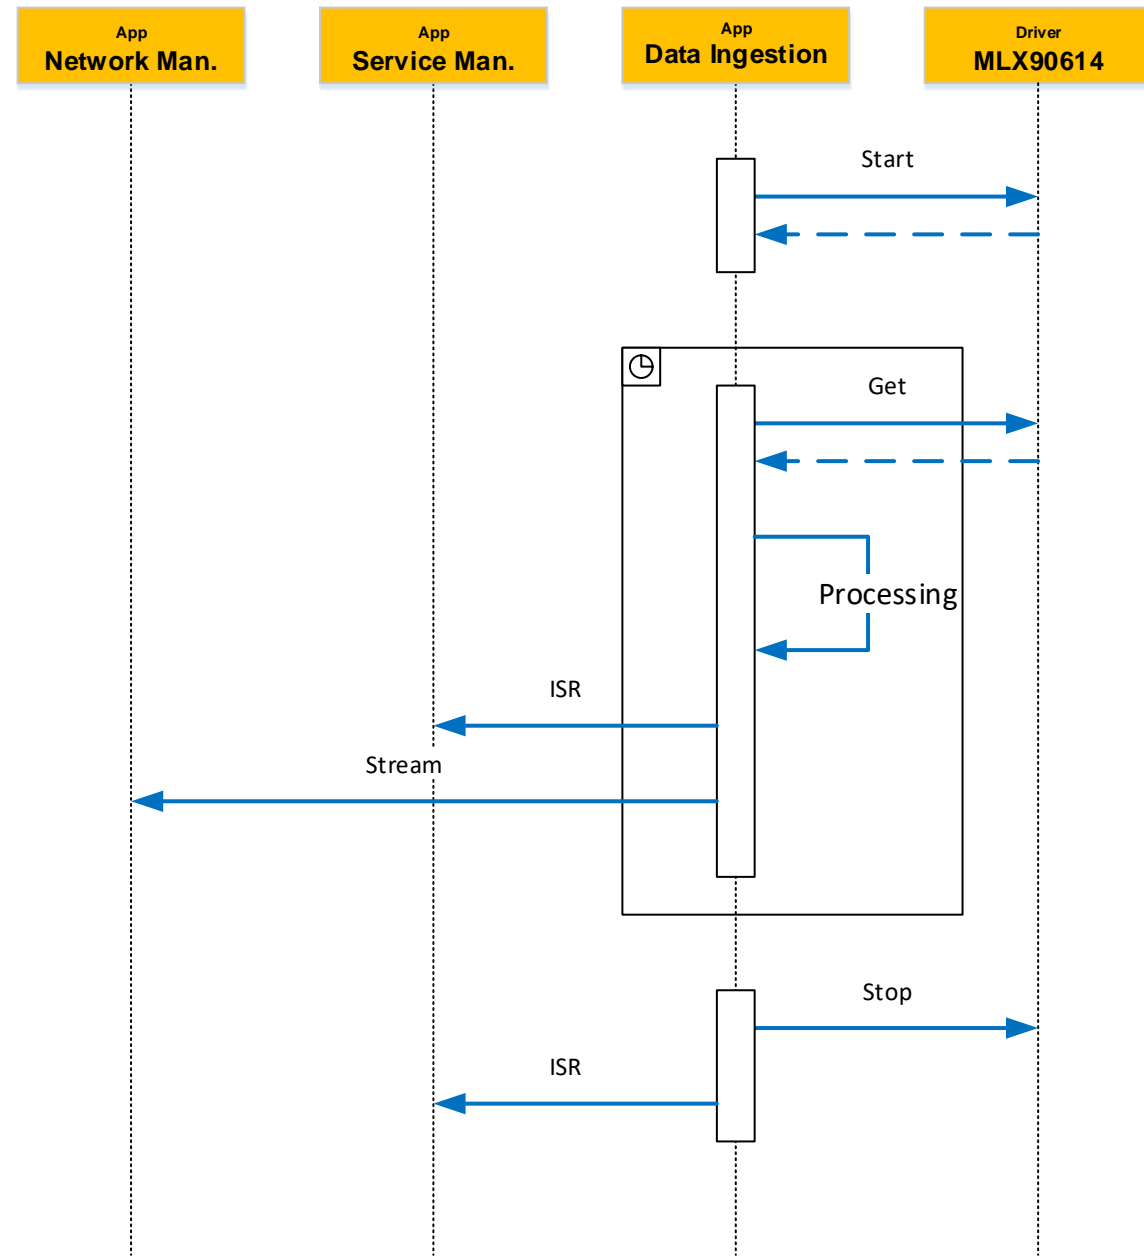 App
Network Man.
App
Service Man.
App
Data Ingestion
Driver
MLX90614
Start
Get
Processing
ISR
Stream
Stop
ISR